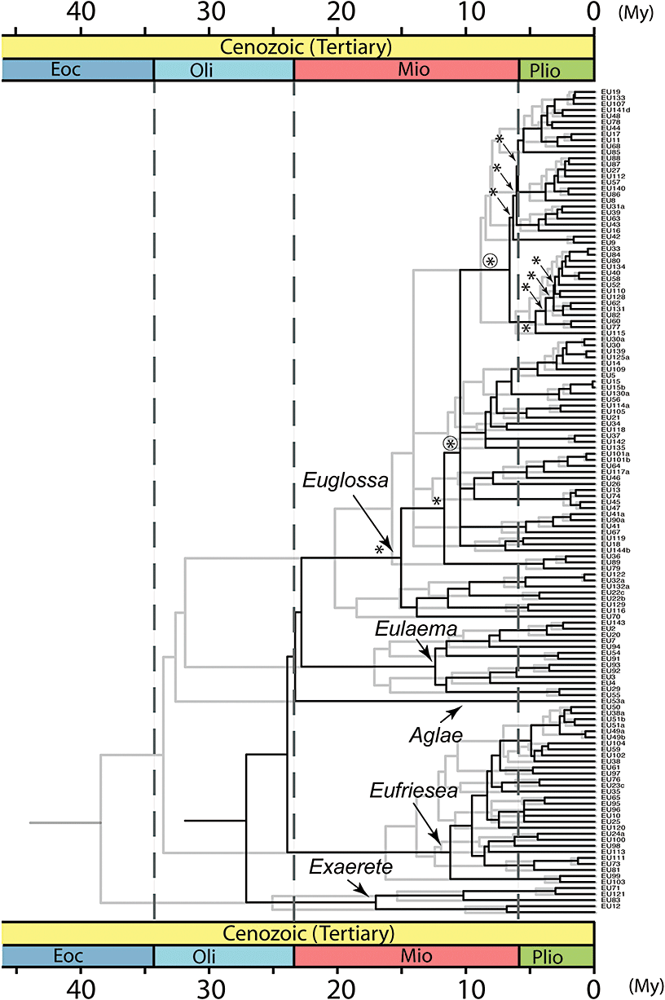 40 30 20 10 0 (My)
Cenozoic (Tertiary)
Eoc Oli Mio Plio
EU19
EU133
EU107
EU141d
EU48
EU78
EU44
EU17
EU11
EU68
EU85
EU88
EU87
EU27
EU112
EU57
EU140
EU86
EU8
EU31a
EU39
EU63
EU43
EU16
EU42
EU9
EU33
EU84
EU80
EU134
EU40
EU58
EU52
EU110
EU128
EU62
EU131
EU82
EU60
EU77
EU115
EU30a
EU30
EU139
EU125a
EU14
EU109
EU5
EU15
EU15b
EU130a
EU56
EU114a
EU105
EU21
EU34
EU118
EU37
EU142
EU135
EU101a
EU101b
EU64
EU117a
EU46
EU26
EU13
EU74
EU45
EU47
EU41a
EU90a
EU41
EU67
EU119
EU18
EU144b
EU36
EU89
EU79
EU122
EU32a
EU132a
EU22c
EU22b
EU129
EU116
EU70
EU143
EU2
EU20
EU7
EU94
EU54
EU91
EU93
EU92
EU3
EU4
EU29
EU55
EU53a
EU50
EU38a
EU51b
EU51a
EU49a
EU49b
EU104
EU59
EU102
EU38
EU61
EU97
EU76
EU23c
EU35
EU65
EU95
EU96
EU10
EU25
EU120
EU24a
EU100
EU98
EU113
EU111
EU73
EU81
EU99
EU103
EU71
EU121
EU83
EU12
*
*
*
*
*
*
*
*
*
*
*
Euglossa
Eulaema
Aglae
Eufriesea
Exaerete
Cenozoic (Tertiary)
Eoc Oli Mio Plio
40 30 20 10 0 (My)